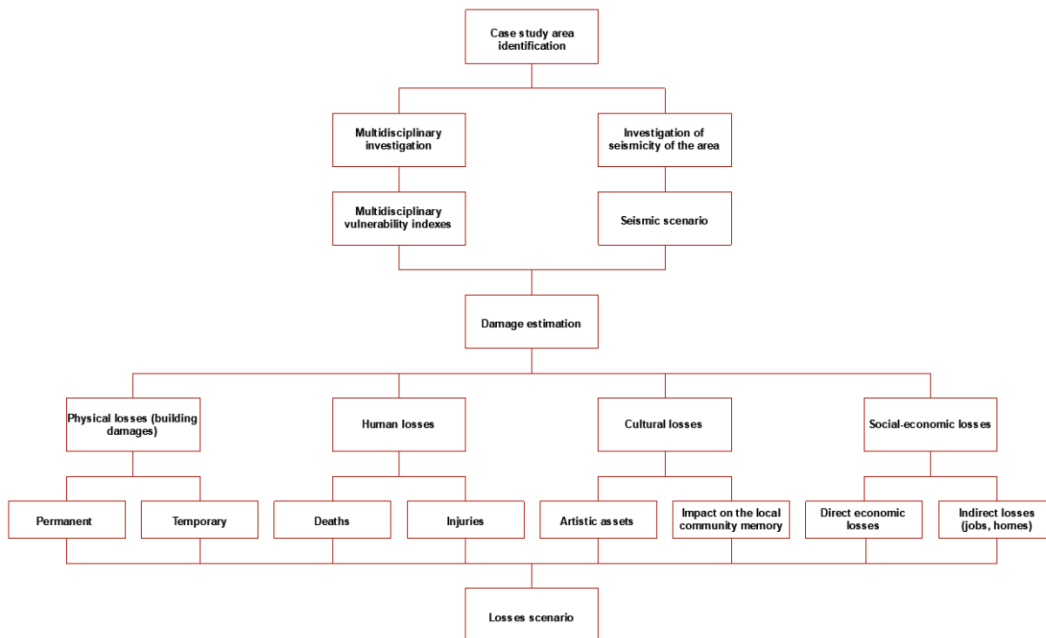 Case study area
identification
Multidisciplinary
investigation
Investigation of
seismicity of the area
Multidisciplinary
vulnerability indexes
Seismic scenario
Damage estimation
Physical losses (building
damages)
Human losses
Cultural losses
Social-economic losses
Permanent
Temporary
Deaths
Injuries
Artistic assets
Impact on the local
community memory
Direct economic
losses
Indirect losses
(jobs, homes)
Losses scenario